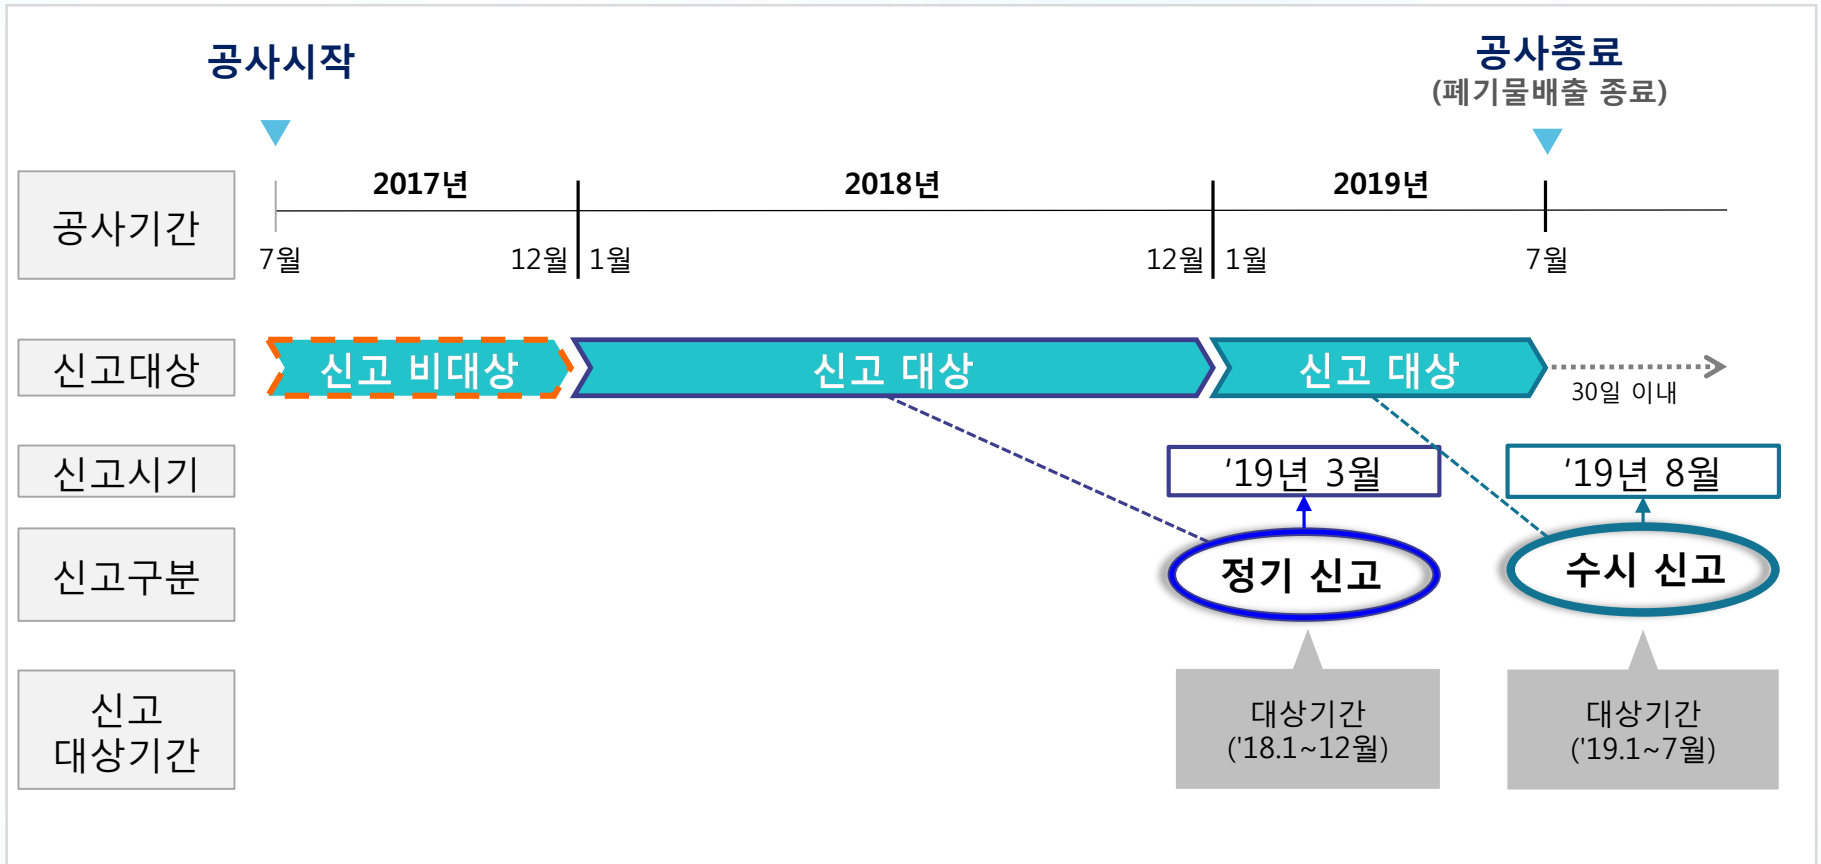 공사시작
공사종료
(폐기물배출 종료)
공사기간
2017년
2018년
2019년
7월
12월
1월
12월
1월
7월
신고대상
신고 비대상
신고 대상
신고 대상
30일 이내
신고시기
‘19년 3월
‘19년 8월
신고구분
정기 신고
수시 신고
신고
대상기간
대상기간
('18.1~12월)
대상기간
('19.1~7월)